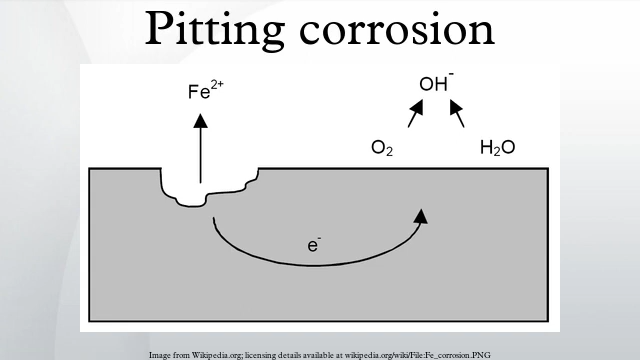 Pitting corrosion
Fe2+
OH-
O2
H2O
e-
Image from Wikipedia.org; licensing details available at wikipedia.org/wiki/File:Fe_corrosion.PNG